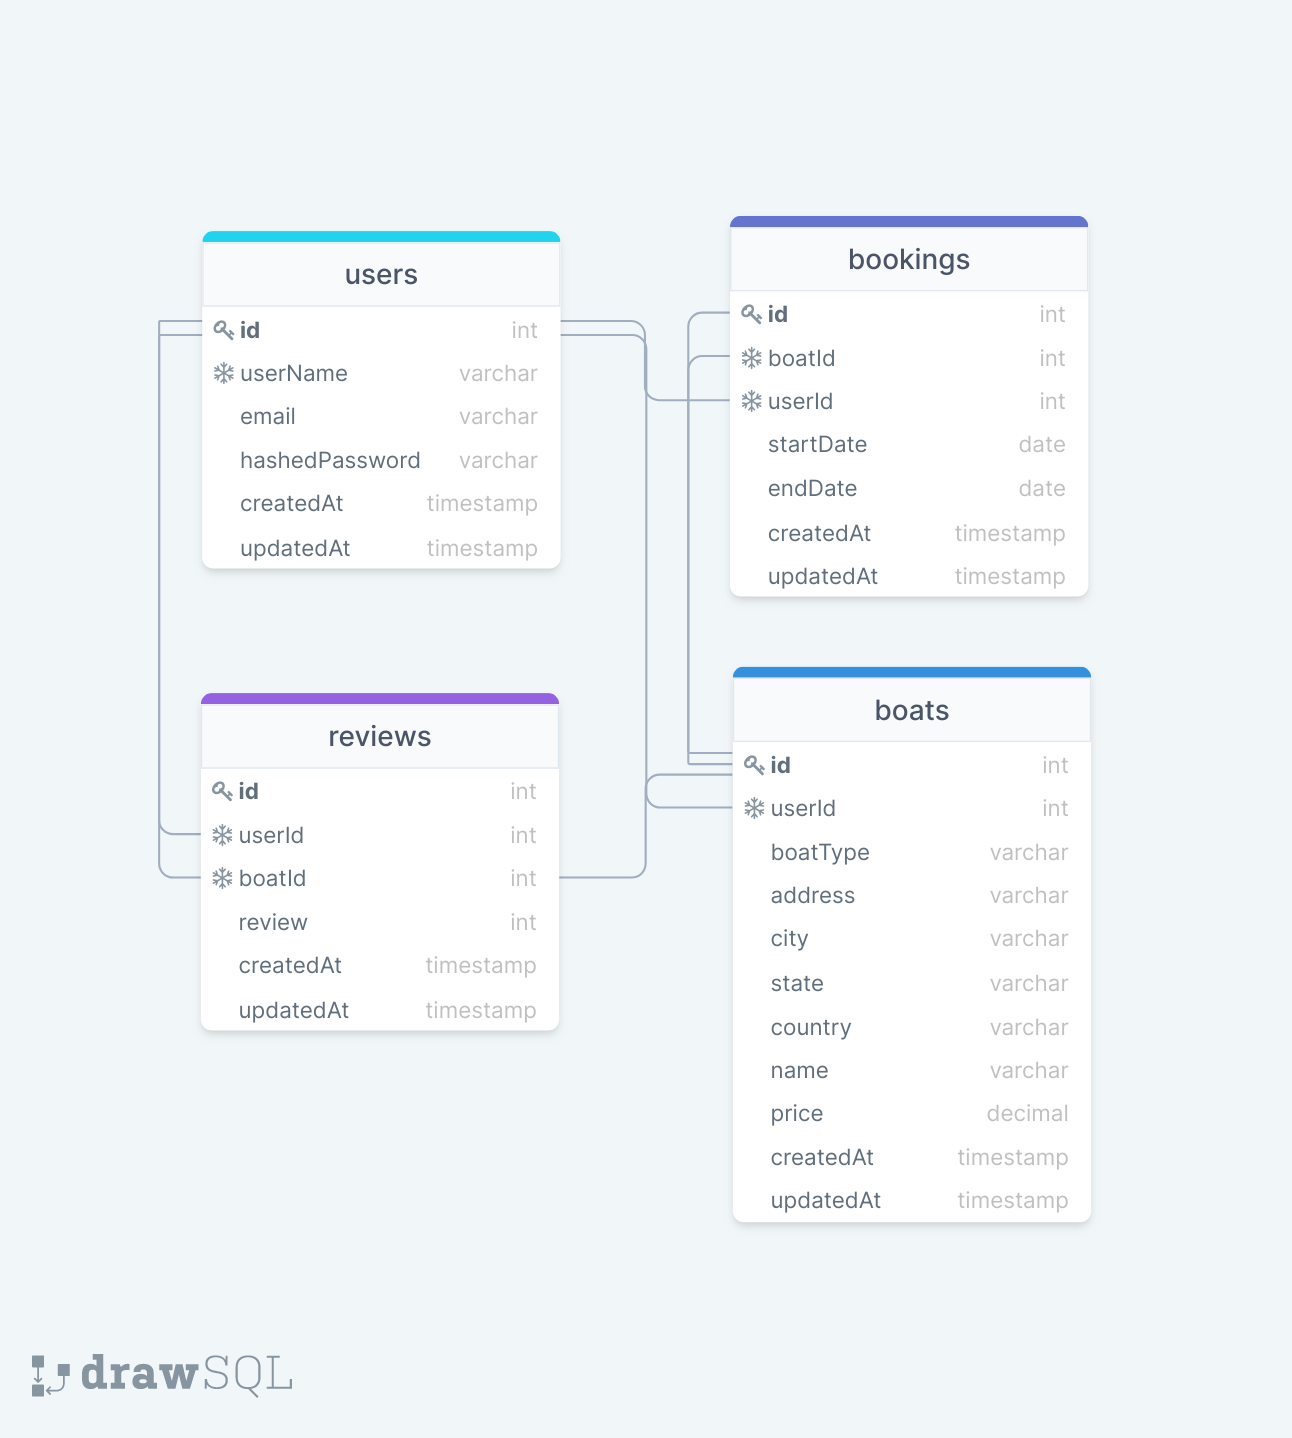 users
id int
userName varchar
email varchar
hashedPassword varchar
createdAt timestamp
updatedAt timestamp
bookings
id int
boatId int
userId int
startDate date
endDate date
createdAt timestamp
updatedAt timestamp
reviews
id int
userId int
boatId int
review int
createdAt timestamp
updatedAt timestamp
boats
id int
userId int
boatType varchar
address varchar
city varchar
state varchar
country varchar
name varchar
price decimal
createdAt timestamp
updatedAt timestamp
drawSQL